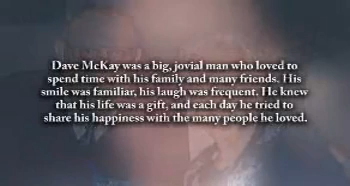 Dave McKay was a big, jovial man who loved to
spend time with his family and many friends. His
smile was familiar, his laugh was frequent. He knew
that his life was a gift, and each day he tried to
share his happiness with the many people he loved.